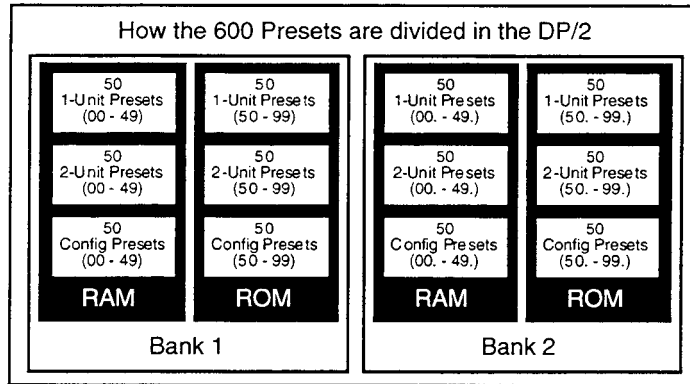 How the 600 Presets are divided in the DP/2
50
1-Unit Presets
(00 - 49)
50
2-Unit Presets
(00 - 49)
50
Config Presets
(00 - 49)
RAM
50
1-Unit Presets
(50 - 99)
50
2-Unit Presets
(50 - 99)
50
Config Presets
(50 - 99)
ROM
Bank 1
50
1-Unit Presets
(00. - 49.)
50
2-Unit Presets
(00. - 49.)
50
Config Presets
(00. - 49.)
RAM
50
1-Unit Presets
(50. - 99.)
50
2-Unit Presets
(50. - 99.)
50
Config Presets
(50. - 99.)
ROM
Bank 2